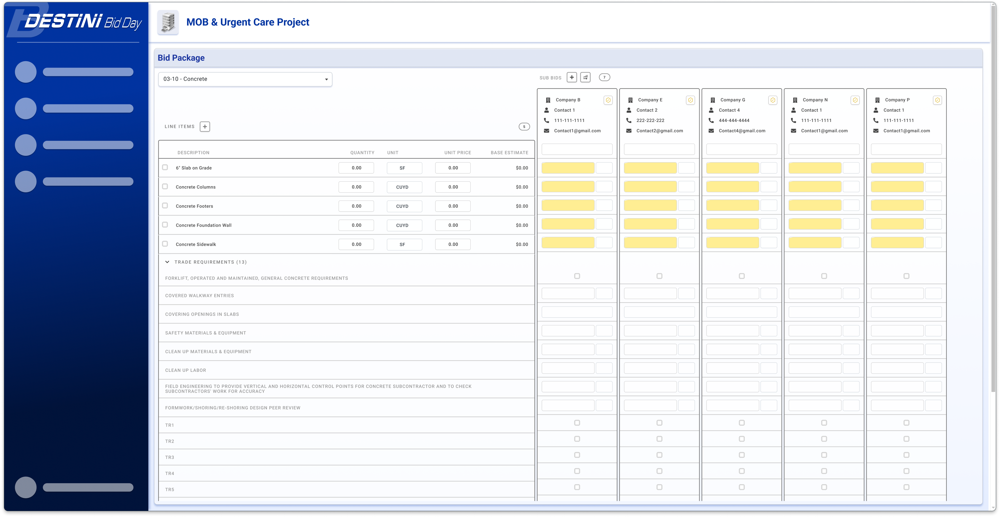 DESTiNi Bid Day
MOB & Urgent Care Project
Bid Package
03-10 - Concrete
SUB BIDS 7
Company B
Contact 1
111-111-1111
Contact1@gmail.com
Company E
Contact 2
222-222-222
Contact2@gmail.com
Company G
Contact 4
444-444-4444
Contact4@gmail.com
Company N
Contact 1
111-111-1111
Contact1@gmail.com
Company P
Contact 1
111-111-1111
Contact1@gmail.com
LINE ITEMS 5
DESCRIPTION QUANTITY UNIT UNIT PRICE BASE ESTIMATE
6" Slab on Grade 0.00 SF 0.00 $0.00
Concrete Columns 0.00 CUYD 0.00 $0.00
Concrete Footers 0.00 CUYD 0.00 $0.00
Concrete Foundation Wall 0.00 CUYD 0.00 $0.00
Concrete Sidewalk 0.00 SF 0.00 $0.00
TRADE REQUIREMENTS (13)
FORKLIFT, OPERATED AND MAINTAINED, GENERAL CONCRETE REQUIREMENTS
COVERED WALKWAY ENTRIES
COVERING OPENINGS IN SLABS
SAFETY MATERIALS & EQUIPMENT
CLEAN UP MATERIALS & EQUIPMENT
CLEAN UP LABOR
FIELD ENGINEERING TO PROVIDE VERTICAL AND HORIZONTAL CONTROL POINTS FOR CONCRETE SUBCONTRACTOR AND TO CHECK
SUBCONTRACTORS' WORK FOR ACCURACY
FORMWORK/SHORING/RE-SHORING DESIGN PEER REVIEW
TR1
TR2
TR3
TR4
TR5